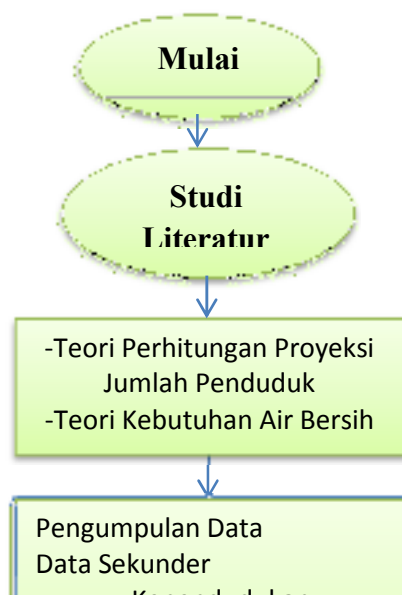 Mulai
Studi
Literatur
-Teori Perhitungan Proyeksi
Jumlah Penduduk
-Teori Kebutuhan Air Bersih
Pengumpulan Data
Data Sekunder